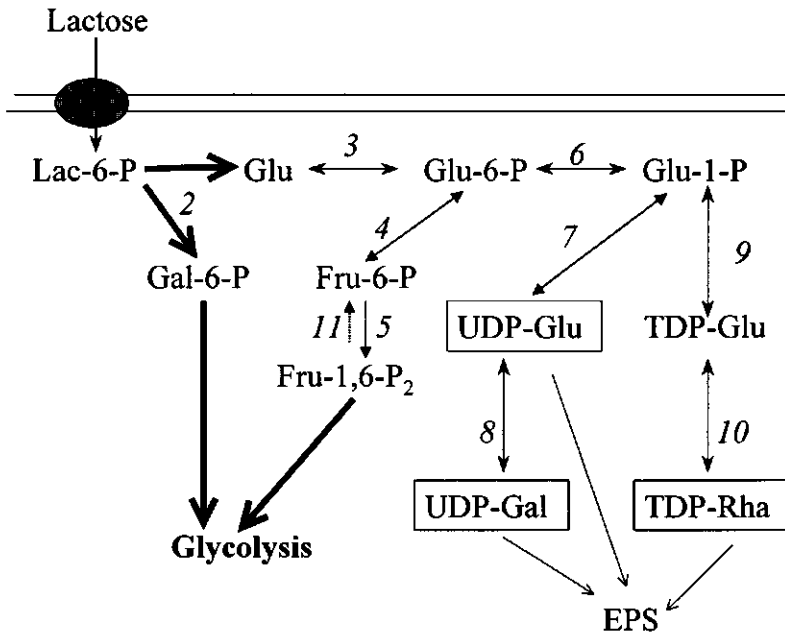 Lactose
Lac-6-P Glu 3 Glu-6-P 6 Glu-1-P
2 4 7 9
Gal-6-P Fru-6-P
11 5 UDP-Glu TDP-Glu
Fru-1,6-P₂
8 10
UDP-Gal TDP-Rha
Glycolysis
EPS